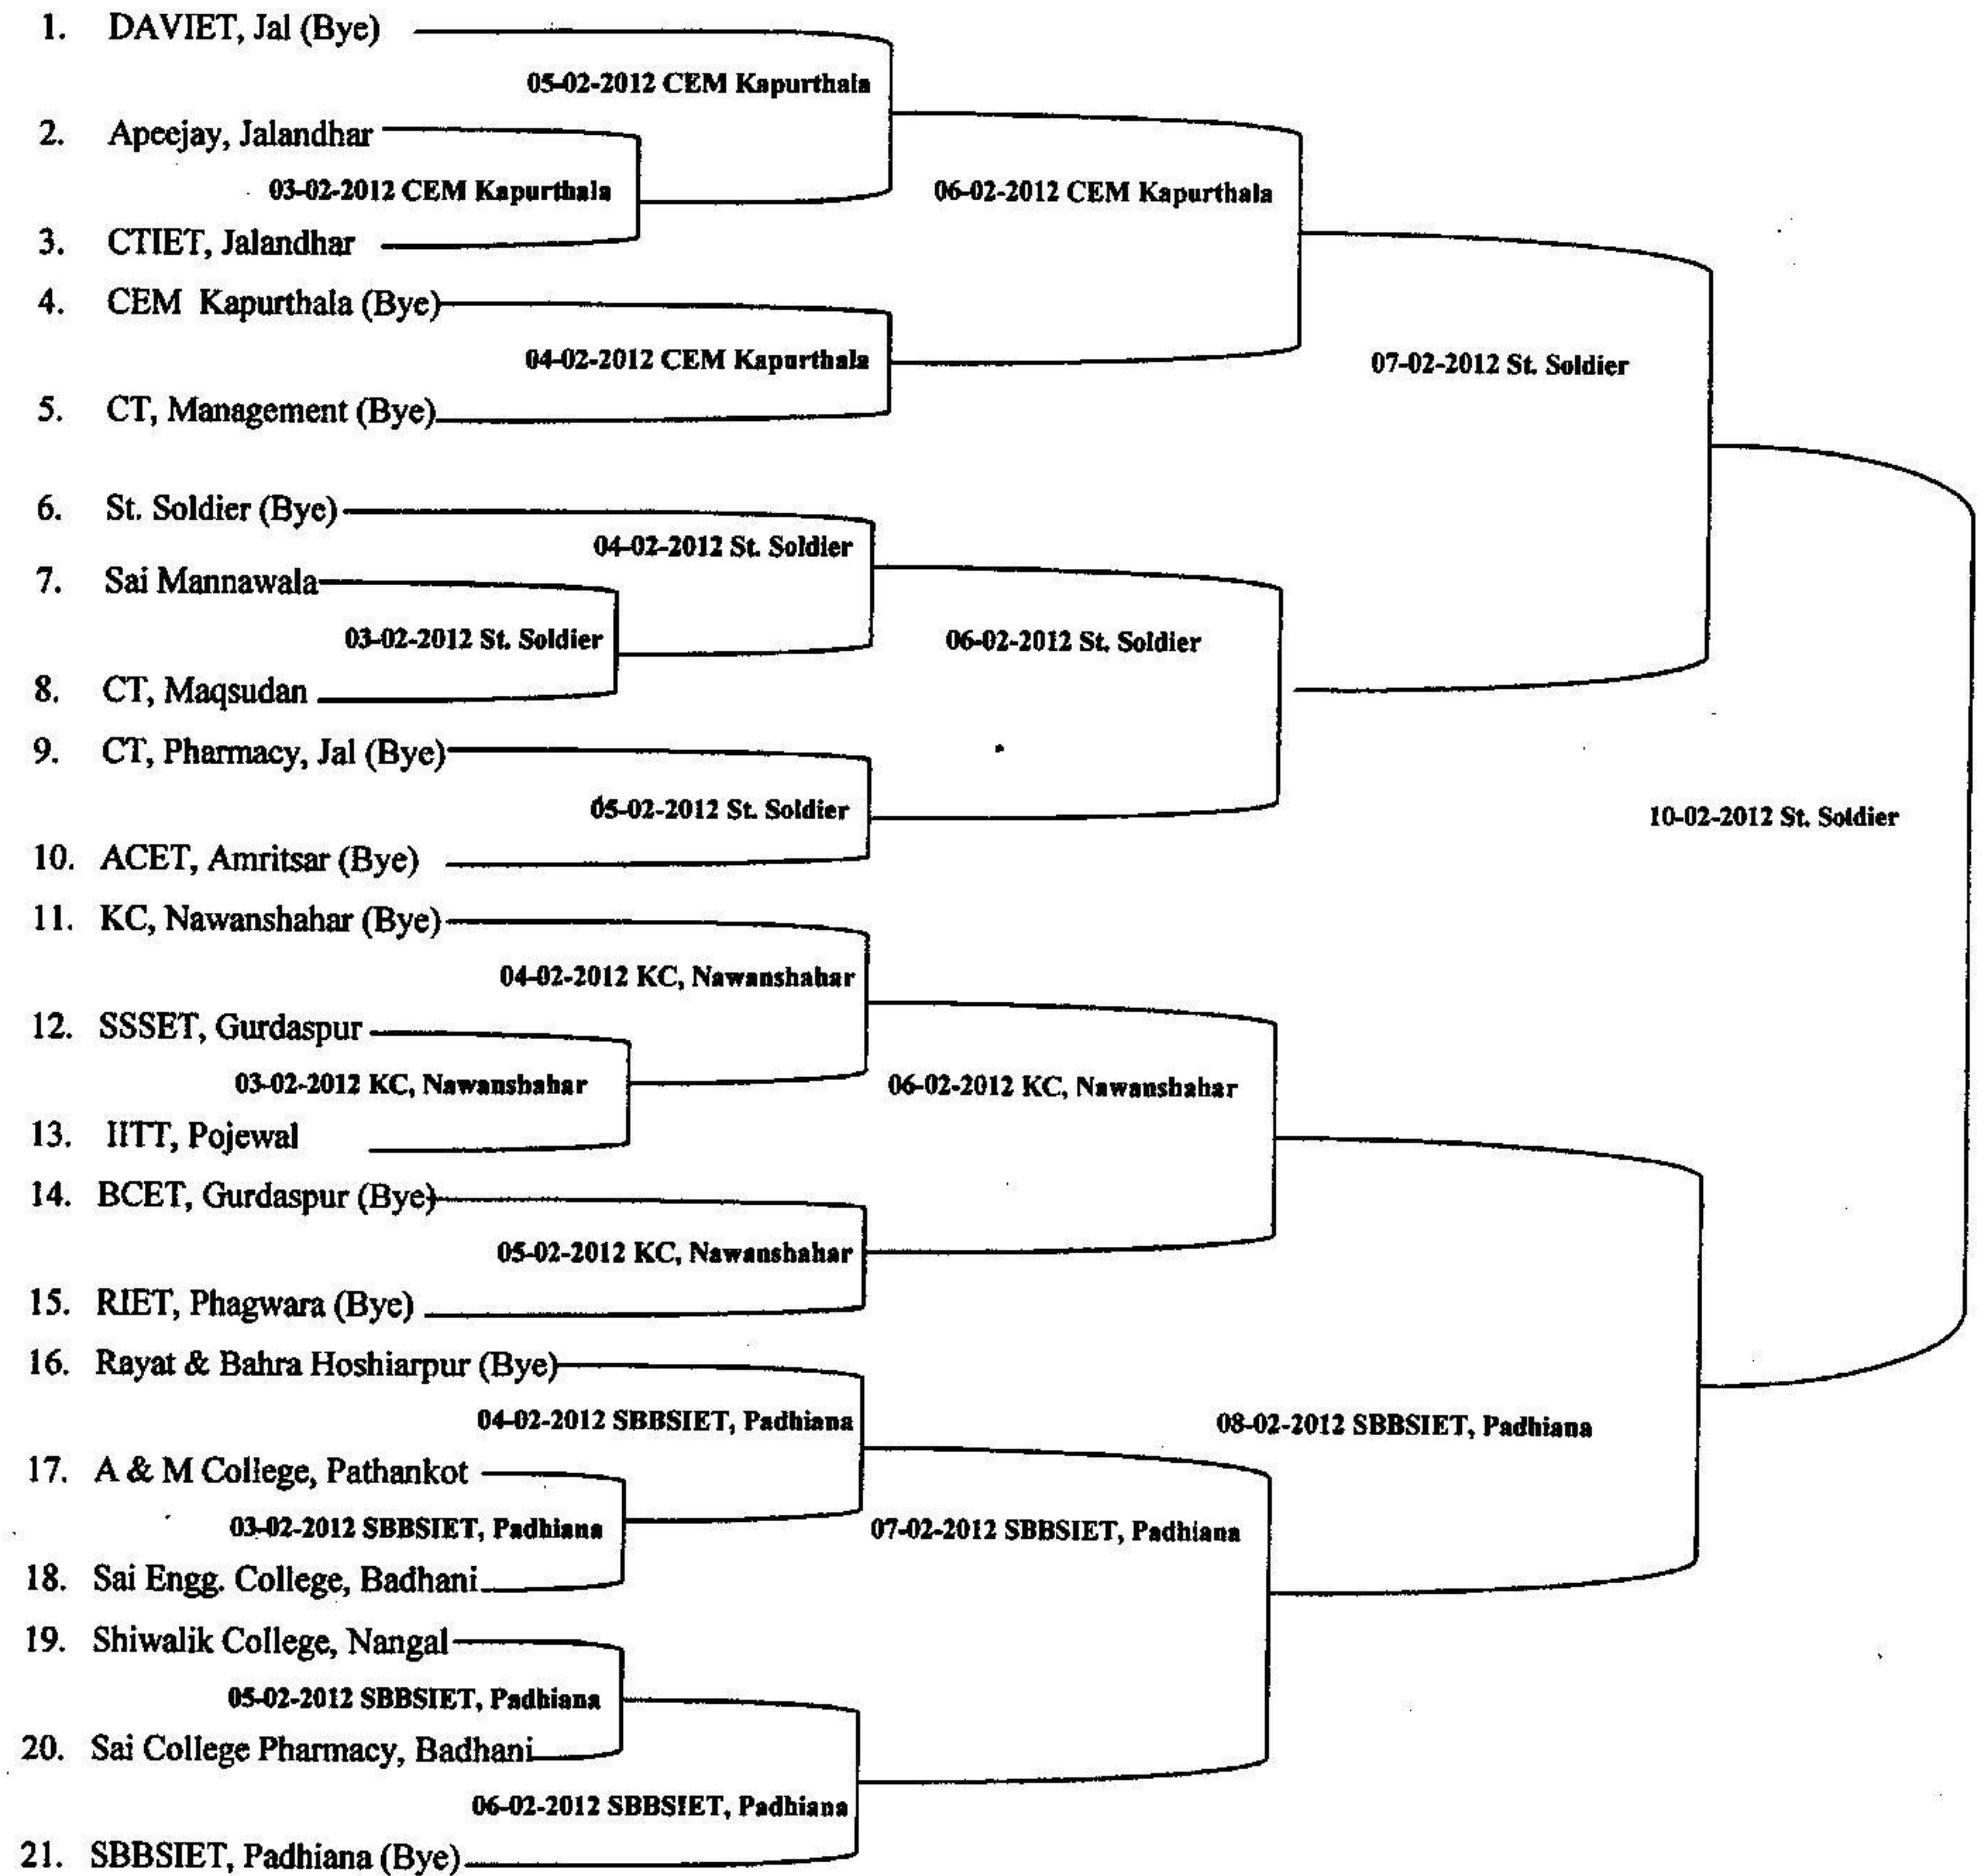 1. DAVIET, Jal (Bye)
05-02-2012 CEM Kapurthala
2. Apeejay, Jalandhar
03-02-2012 CEM Kapurthala
06-02-2012 CEM Kapurthala
3. CTIET, Jalandhar
4. CEM Kapurthala (Bye)
04-02-2012 CEM Kapurthala
07-02-2012 St. Soldier
5. CT, Management (Bye)
6. St. Soldier (Bye)
04-02-2012 St. Soldier
7. Sai Mannawala
03-02-2012 St. Soldier
06-02-2012 St. Soldier
8. CT, Maqsudan
9. CT, Pharmacy, Jal (Bye)
05-02-2012 St. Soldier
10-02-2012 St. Soldier
10. ACET, Amritsar (Bye)
11. KC, Nawanshahar (Bye)
04-02-2012 KC, Nawanshahar
12. SSSET, Gurdaspur
03-02-2012 KC, Nawanshahar
06-02-2012 KC, Nawanshahar
13. IITT, Pojewal
14. BCET, Gurdaspur (Bye)
05-02-2012 KC, Nawanshahar
15. RIET, Phagwara (Bye)
16. Rayat & Bahra Hoshiarpur (Bye)
04-02-2012 SBBSIET, Padhiana
08-02-2012 SBBSIET, Padhiana
17. A & M College, Pathankot
03-02-2012 SBBSIET, Padhiana
07-02-2012 SBBSIET, Padhiana
18. Sai Engg. College, Badhani
19. Shiwalik College, Nangal
05-02-2012 SBBSIET, Padhiana
20. Sai College Pharmacy, Badhani
06-02-2012 SBBSIET, Padhiana
21. SBBSIET, Padhiana (Bye)